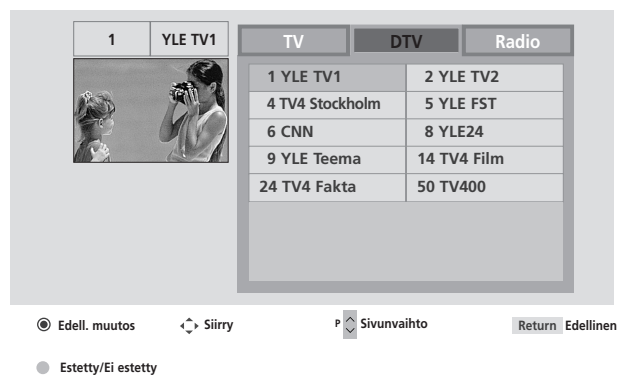 1 YLE TV1
TV DTV Radio
1 YLE TV1 2 YLE TV2
4 TV4 Stockholm 5 YLE FST
6 CNN 8 YLE24
9 YLE Teema 14 TV4 Film
24 TV4 Fakta 50 TV400
Edell. muutos Siirry P Sivunvaihto Return Edellinen
Estetty/Ei estetty